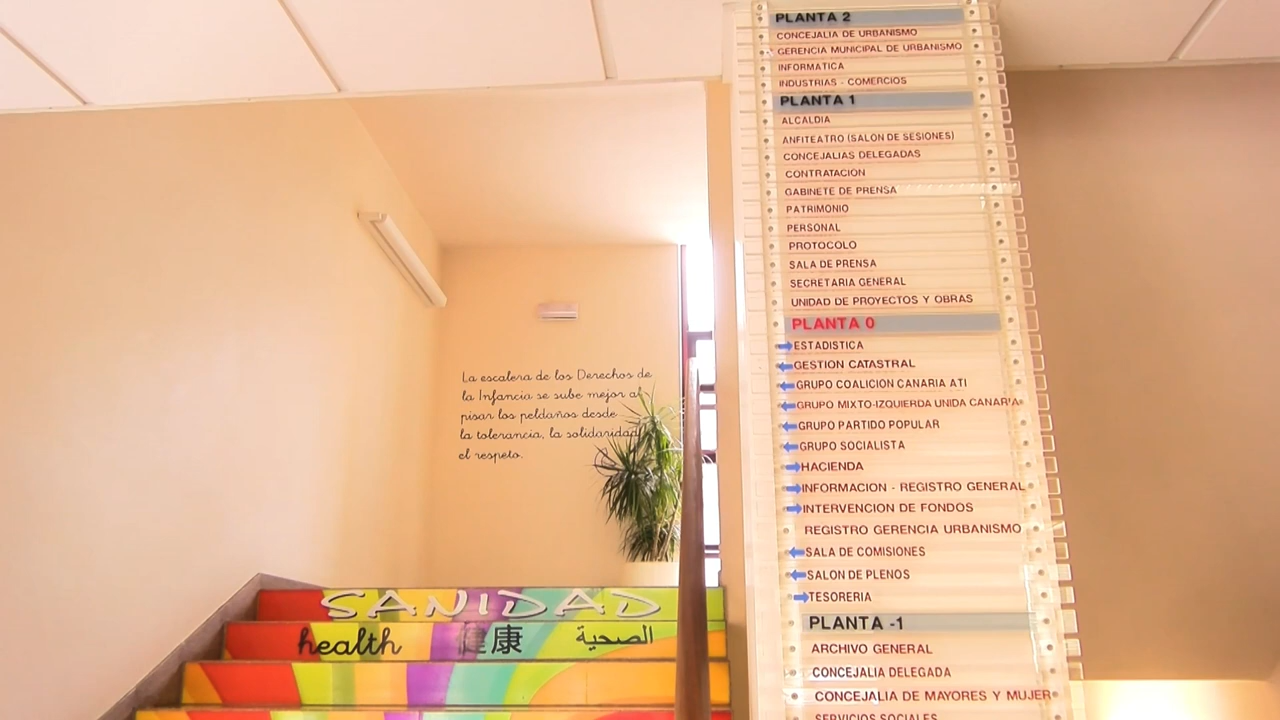 La escalera de los Derechos de
la Infancia se sube mejor al
pisar los peldaños desde
la tolerancia, la solidaridad
el respeto.
SANIDAD
health 健康 الصحية
PLANTA 2
CONCEJALIA DE URBANISMO
GERENCIA MUNICIPAL DE URBANISMO
INFORMATICA
INDUSTRIAS - COMERCIOS
PLANTA 1
ALCALDIA
ANFITEATRO (SALON DE SESIONES)
CONCEJALIAS DELEGADAS
CONTRATACION
GABINETE DE PRENSA
PATRIMONIO
PERSONAL
PROTOCOLO
SALA DE PRENSA
SECRETARIA GENERAL
UNIDAD DE PROYECTOS Y OBRAS
PLANTA 0
ESTADISTICA
GESTION CATASTRAL
GRUPO COALICION CANARIA ATI
GRUPO MIXTO-IZQUIERDA UNIDA CANARIA
GRUPO PARTIDO POPULAR
GRUPO SOCIALISTA
HACIENDA
INFORMACION - REGISTRO GENERAL
INTERVENCION DE FONDOS
REGISTRO GERENCIA URBANISMO
SALA DE COMISIONES
SALON DE PLENOS
TESORERIA
PLANTA -1
ARCHIVO GENERAL
CONCEJALIA DELEGADA
CONCEJALIA DE MAYORES Y MUJER
SERVICIOS SOCIALES